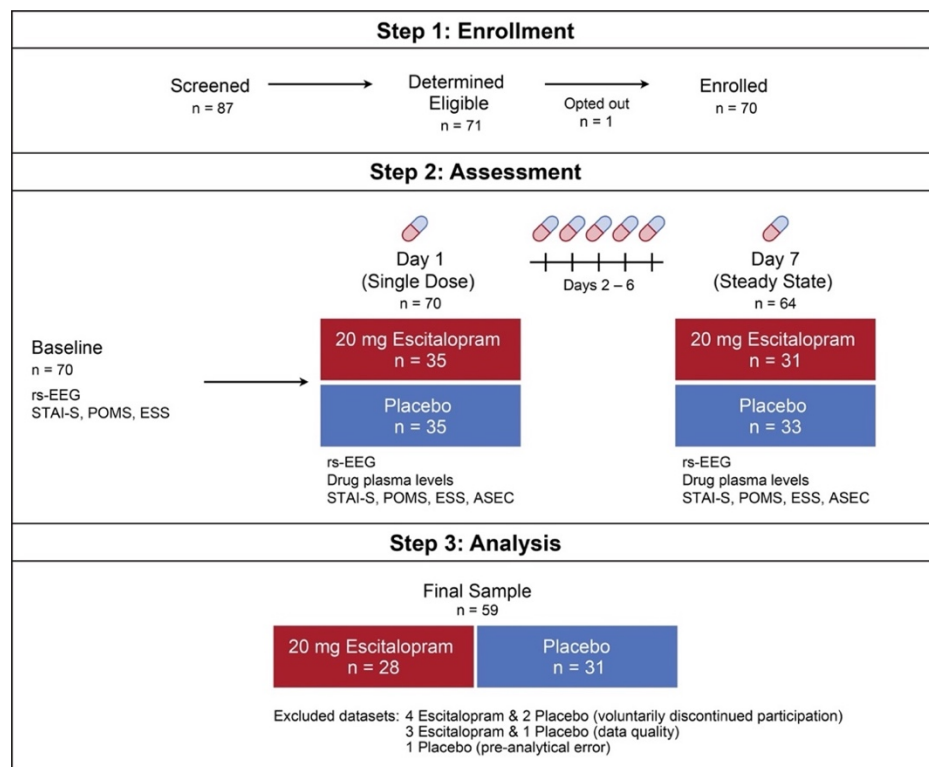 Step 1: Enrollment
Screened
n = 87
Determined
Eligible
n = 71
Opted out
n = 1
Enrolled
n = 70
Step 2: Assessment
Baseline
n = 70
rs-EEG
STAI-S, POMS, ESS
Day 1
(Single Dose)
n = 70
20 mg Escitalopram
n = 35
Placebo
n = 35
rs-EEG
Drug plasma levels
STAI-S, POMS, ESS, ASEC
Days 2 – 6
Day 7
(Steady State)
n = 64
20 mg Escitalopram
n = 31
Placebo
n = 33
rs-EEG
Drug plasma levels
STAI-S, POMS, ESS, ASEC
Step 3: Analysis
Final Sample
n = 59
20 mg Escitalopram
n = 28
Placebo
n = 31
Excluded datasets: 4 Escitalopram & 2 Placebo (voluntarily discontinued participation)
3 Escitalopram & 1 Placebo (data quality)
1 Placebo (pre-analytical error)